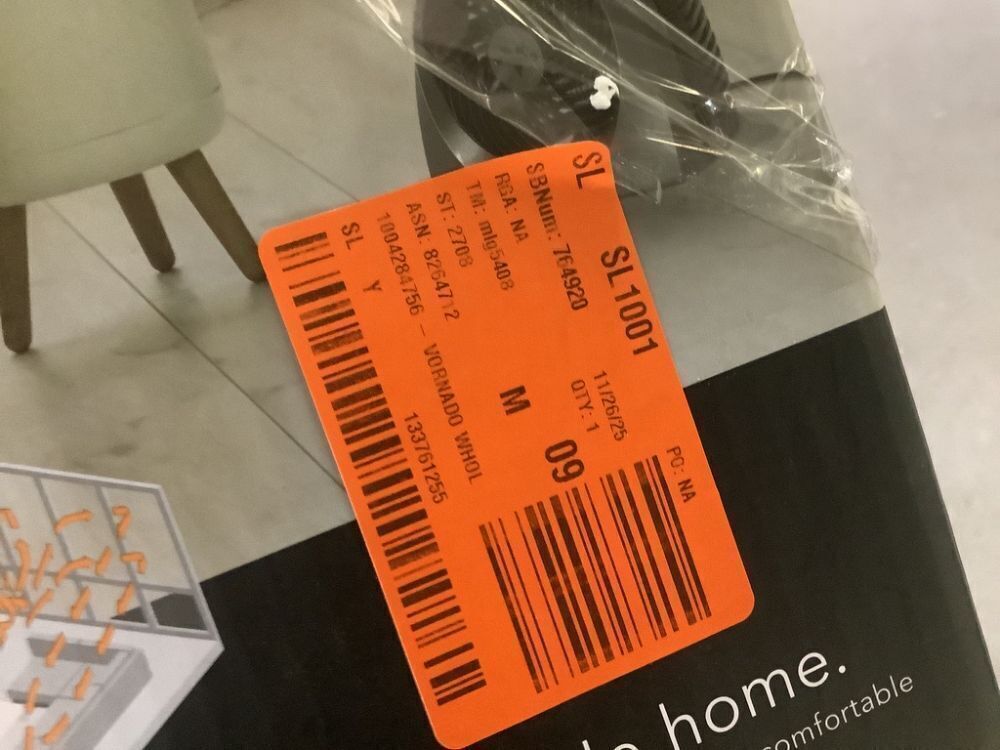 SL SL1001
SBNum: 764920 11/26/25 PO: NA
RGA: NA QTY: 1
TM: mlg5408 M 09
ST: 2708
ASN: 8264712
1004284756 - VORNADO WHOL
SL Y 133761255
home.
comfortable